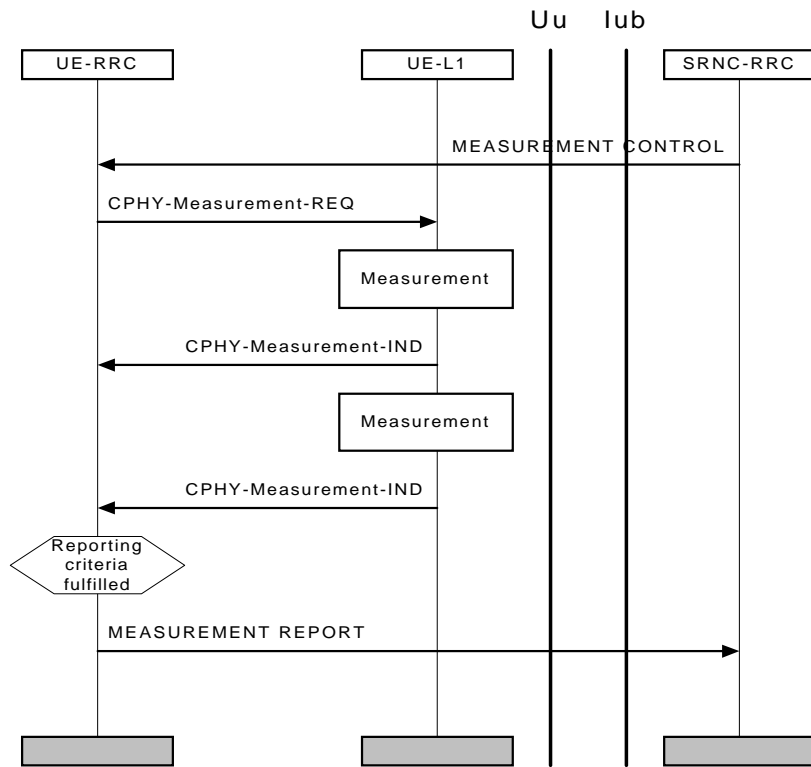 Uu Iub
UE-RRC UE-L1 SRNC-RRC
MEASUREMENT CONTROL
CPHY-Measurement-REQ
Measurement
CPHY-Measurement-IND
Measurement
CPHY-Measurement-IND
Reporting
criteria
fulfilled
MEASUREMENT REPORT